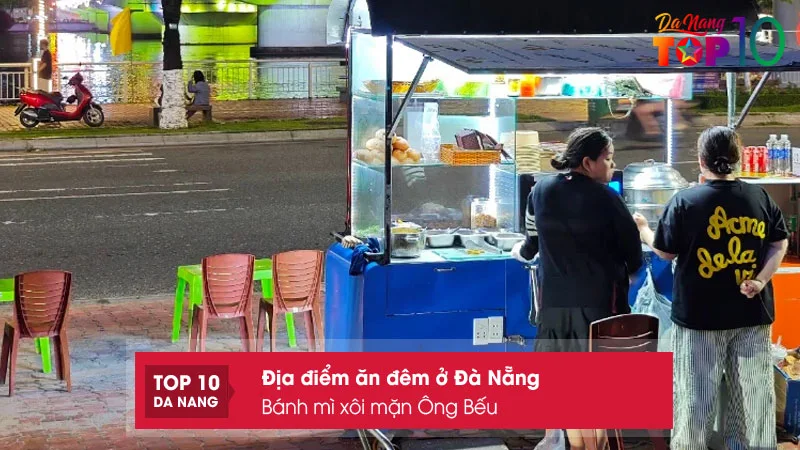 Da Nang
TOP 10
Acme
de la
vi
TOP 10
DA NANG
Địa điểm ăn đêm ở Đà Nẵng
Bánh mì xôi mặn Ông Bếu